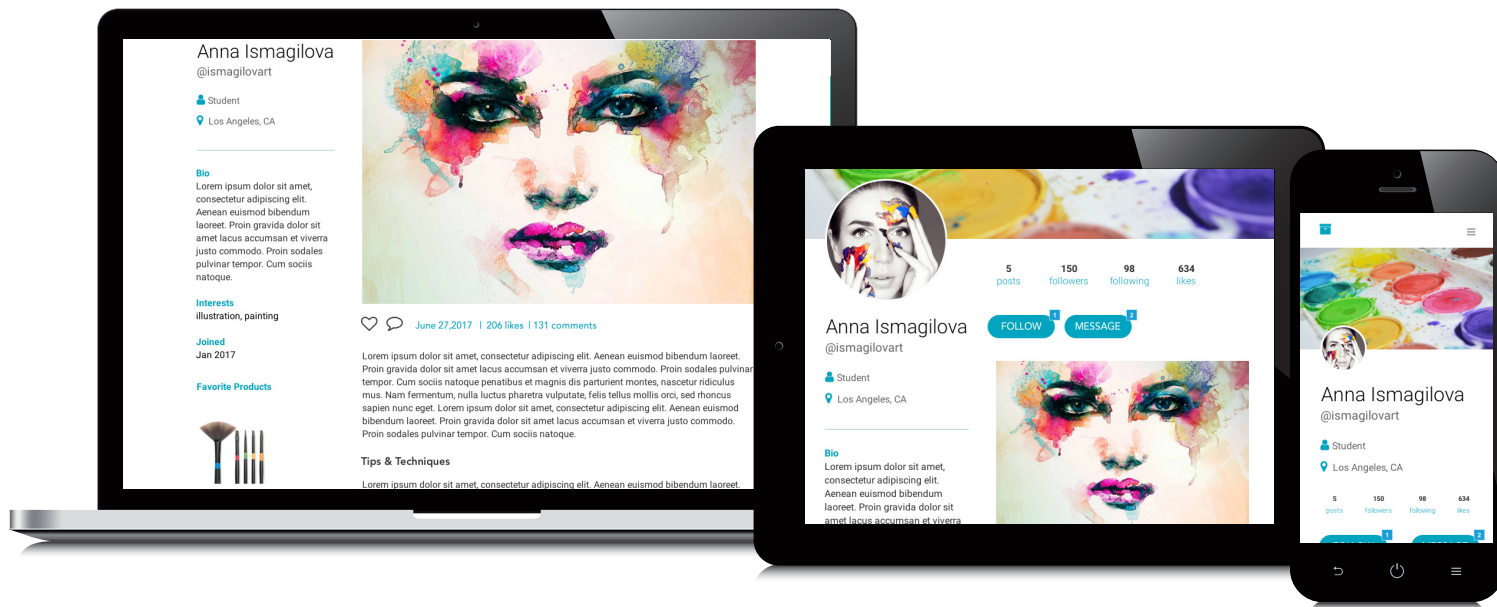 Anna Ismagilova
@ismagilovart
Student
Los Angeles, CA
Bio
Lorem ipsum dolor sit amet,
consectetur adipiscing elit.
Aenean euismod bibendum
laoreet. Proin gravida dolor sit
amet lacus accumsan et viverra
justo commodo. Proin sodales
pulvinar tempor. Cum sociis
natoque.
Interests
illustration, painting
Joined
Jan 2017
Favorite Products
June 27,2017 | 206 likes | 131 comments
Lorem ipsum dolor sit amet, consectetur adipiscing elit. Aenean euismod bibendum laoreet.
Proin gravida dolor sit amet lacus accumsan et viverra justo commodo. Proin sodales pulvinar
tempor. Cum sociis natoque penatibus et magnis dis parturient montes, nascetur ridiculus
mus. Nam fermentum, nulla luctus pharetra vulputate, felis tellus mollis orci, sed rhoncus
sapien nunc eget. Lorem ipsum dolor sit amet, consectetur adipiscing elit. Aenean euismod
bibendum laoreet. Proin gravida dolor sit amet lacus accumsan et viverra justo commodo.
Proin sodales pulvinar tempor. Cum sociis natoque.
Tips & Techniques
Lorem ipsum dolor sit amet, consectetur adipiscing elit. Aenean euismod bibendum laoreet.
5 150 98 634
posts followers following likes
1 2
FOLLOW MESSAGE
Anna Ismagilova
@ismagilovart
Student
Los Angeles, CA
Bio
Lorem ipsum dolor sit amet,
consectetur adipiscing elit.
Aenean euismod bibendum
laoreet. Proin gravida dolor sit
amet lacus accumsan et viverra
Anna Ismagilova
@ismagilovart
Student
Los Angeles, CA
5 150 98 634
posts followers following likes
1 2